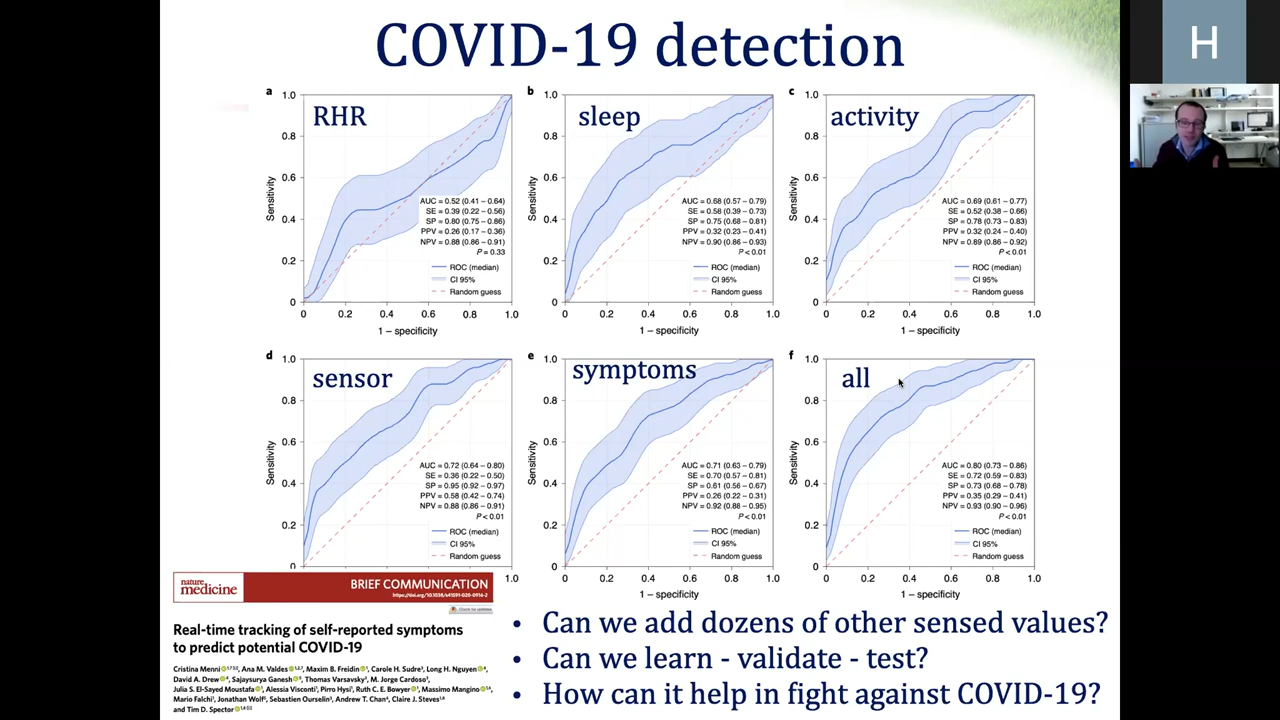 COVID-19 detection
H
a
RHR
Sensitivity
1.0
0.8
0.6
0.4
0.2
0
AUC = 0.52 (0.41 – 0.64)
SE = 0.39 (0.22 – 0.56)
SP = 0.80 (0.75 – 0.86)
PPV = 0.26 (0.17 – 0.36)
NPV = 0.88 (0.86 – 0.91)
P = 0.33
ROC (median)
CI 95%
Random guess
0 0.2 0.4 0.6 0.8 1.0
1 – specificity
b
sleep
Sensitivity
1.0
0.8
0.6
0.4
0.2
0
AUC = 0.68 (0.57 – 0.79)
SE = 0.58 (0.39 – 0.73)
SP = 0.75 (0.68 – 0.81)
PPV = 0.32 (0.23 – 0.41)
NPV = 0.90 (0.86 – 0.93)
P < 0.01
ROC (median)
CI 95%
Random guess
0 0.2 0.4 0.6 0.8 1.0
1 – specificity
c
activity
Sensitivity
1.0
0.8
0.6
0.4
0.2
0
AUC = 0.69 (0.61 – 0.77)
SE = 0.52 (0.38 – 0.66)
SP = 0.78 (0.73 – 0.83)
PPV = 0.32 (0.24 – 0.40)
NPV = 0.89 (0.86 – 0.92)
P < 0.01
ROC (median)
CI 95%
Random guess
0 0.2 0.4 0.6 0.8 1.0
1 – specificity
d
sensor
Sensitivity
1.0
0.8
0.6
0.4
0.2
0
AUC = 0.72 (0.64 – 0.80)
SE = 0.36 (0.22 – 0.50)
SP = 0.95 (0.92 – 0.97)
PPV = 0.58 (0.42 – 0.74)
NPV = 0.88 (0.86 – 0.91)
P < 0.01
ROC (median)
CI 95%
Random guess
1.0
e
symptoms
Sensitivity
1.0
0.8
0.6
0.4
0.2
0
AUC = 0.71 (0.63 – 0.79)
SE = 0.70 (0.57 – 0.81)
SP = 0.61 (0.56 – 0.67)
PPV = 0.26 (0.22 – 0.31)
NPV = 0.92 (0.88 – 0.95)
P < 0.01
ROC (median)
CI 95%
Random guess
0 0.2 0.4 0.6 0.8 1.0
1 – specificity
f
all
Sensitivity
1.0
0.8
0.6
0.4
0.2
0
AUC = 0.80 (0.73 – 0.86)
SE = 0.72 (0.59 – 0.83)
SP = 0.73 (0.68 – 0.78)
PPV = 0.35 (0.29 – 0.41)
NPV = 0.93 (0.90 – 0.96)
P < 0.01
ROC (median)
CI 95%
Random guess
0 0.2 0.4 0.6 0.8 1.0
1 – specificity
nature
medicine
BRIEF COMMUNICATION
https://doi.org/10.1038/s41591-020-0916-2
Check for updates
Real-time tracking of self-reported symptoms
to predict potential COVID-19
Cristina Menni, Ana M. Valdes, Maxim B. Freidin, Carole H. Sudre, Long H. Nguyen,
David A. Drew, Sajaysurya Ganesh, Thomas Varsavsky, M. Jorge Cardoso,
Julia S. El-Sayed Moustafa, Alessia Visconti, Pirro Hysi, Ruth C. E. Bowyer, Massimo Mangino,
Mario Falchi, Jonathan Wolf, Sebastien Ourselin, Andrew T. Chan, Claire J. Steves
and Tim D. Spector
• Can we add dozens of other sensed values?
• Can we learn - validate - test?
• How can it help in fight against COVID-19?